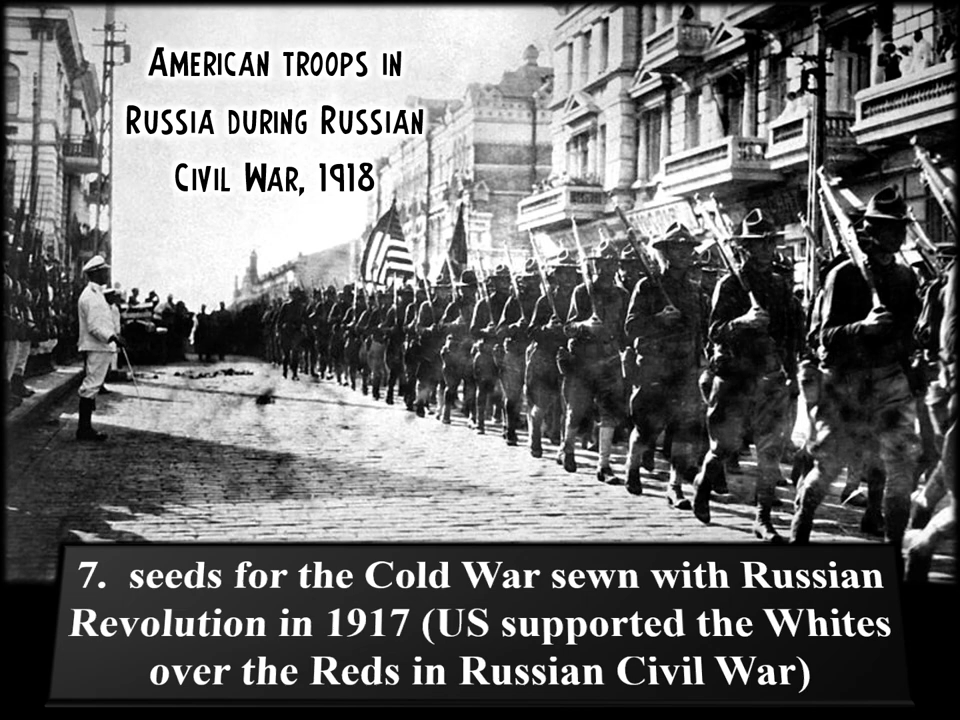 American troops in
Russia during Russian
Civil War, 1918
7. seeds for the Cold War sewn with Russian
Revolution in 1917 (US supported the Whites
over the Reds in Russian Civil War)